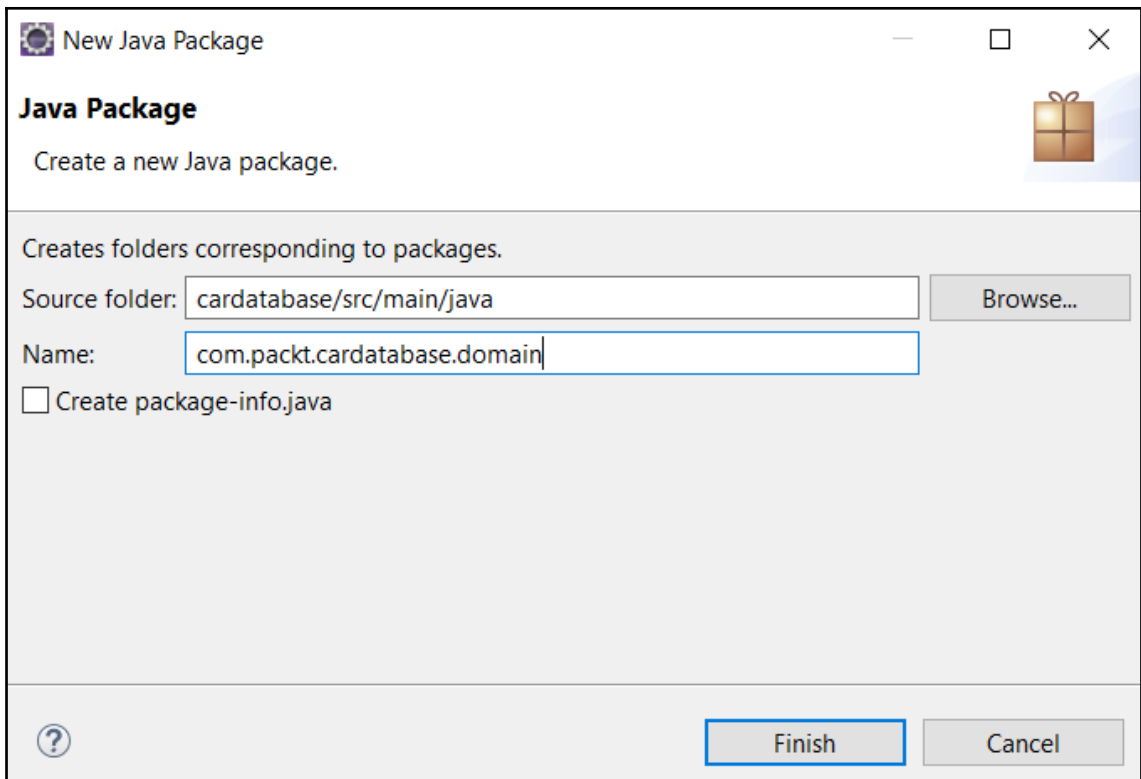 New Java Package
Java Package
Create a new Java package.
Creates folders corresponding to packages.
Source folder: cardatabase/src/main/java Browse...
Name: com.packt.cardatabase.domain
Create package-info.java
? Finish Cancel